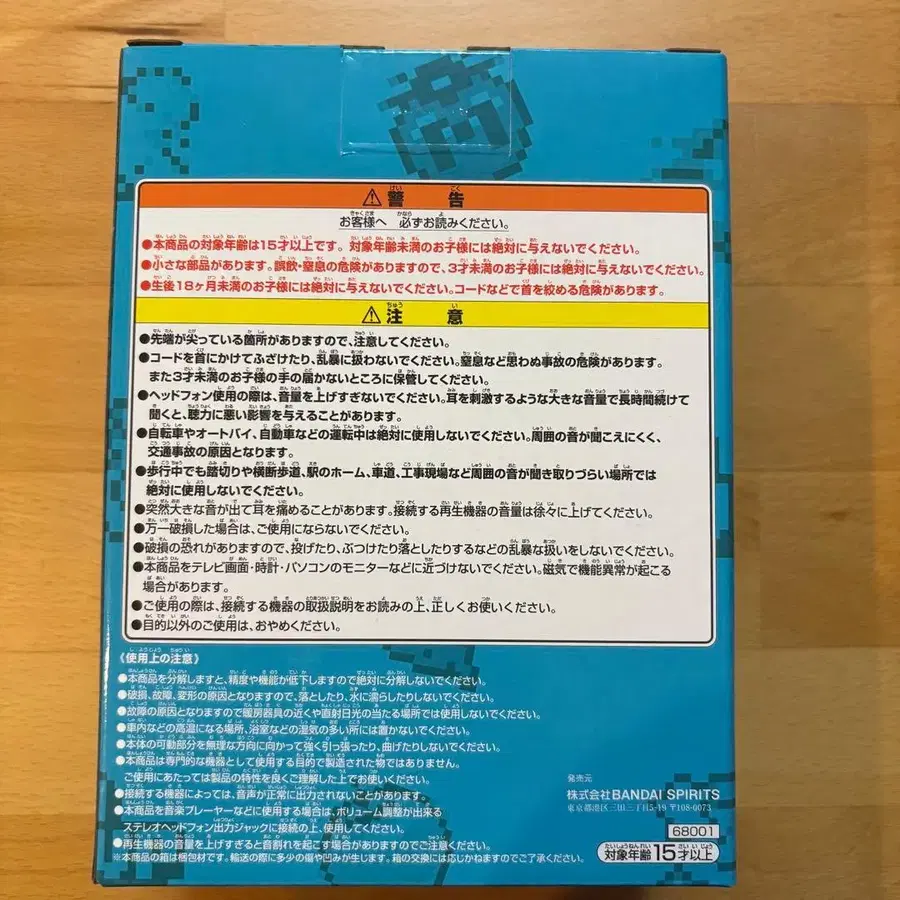 ⚠警告
お客様へ 必ずお読みください。
●本商品の対象年齢は15才以上です。対象年齢未満のお子様には絶対に与えないでください。
●小さな部品があります。誤飲・窒息の危険がありますので、3才未満のお子様には絶対に与えないでください。
●生後18ヶ月未満のお子様には絶対に与えないでください。コードなどで首を絞める危険があります。
⚠注意
●先端が尖っている箇所がありますので、注意してください。
●コードを首にかけてふざけたり、乱暴に扱わないでください。窒息など思わぬ事故の危険があります。
また3才未満のお子様の手の届かないところに保管してください。
●ヘッドフォン使用の際は、音量を上げすぎないでください。耳を刺激するような大きな音量で長時間続けて
聞くと、聴力に悪い影響を与えることがあります。
●自転車やオートバイ、自動車などの運転中は絶対に使用しないでください。周囲の音が聞こえにくく、
交通事故の原因となります。
●歩行中でも踏切りや横断歩道、駅のホーム、車道、工事現場など周囲の音が聞き取りづらい場所では
絶対に使用しないでください。
●突然大きな音が出て耳を痛めることがあります。接続する再生機器の音量は徐々に上げてください。
●万一破損した場合は、ご使用にならないでください。
●破損の恐れがありますので、投げたり、ぶつけたり落としたりするなどの乱暴な扱いをしないでください。
●本商品をテレビ画面・時計・パソコンのモニターなどに近づけないでください。磁気で機能異常が起こる
場合があります。
●ご使用の際は、接続する機器の取扱説明をお読みの上、正しくお使いください。
●目的以外のご使用は、おやめください。
《使用上の注意》
●本商品を分解しますと、精度や機能が低下しますので絶対に分解しないでください。
●破損、故障、変形の原因となりますので、落としたり、水に濡らしたりしないでください。
●故障の原因となりますので暖房器具の近くや直射日光の当たる場所では使用しないでください。
●車内などの高温になる場所、浴室などの湿気の多い所には置かないでください。
●本体の可動部分を無理な方向に向かって強く引っ張ったり、曲げたりしないでください。
●本商品は専門的な機器として使用する目的で製造された物ではありません。
ご使用にあたっては製品の特性を良くご理解した上でお使いください。
●接続する機器によっては、音声が正常に出力されないことがあります。
●本商品を音楽プレーヤーなどに使用する場合は、ボリューム調整が出来る
ステレオヘッドフォン出力ジャックに接続の上、使用してください。
●再生機器の音量を上げすぎると音割れを起こす場合がありますのでご注意ください。
※本商品の箱は梱包材です。輸送の際に多少の傷や凹みが生じます。箱の交換には応じかねますのでご了承ください。
発売元
株式会社BANDAI SPIRITS
東京都港区三田三丁目5-19 〒108-0073
68001
対象年齢15才以上